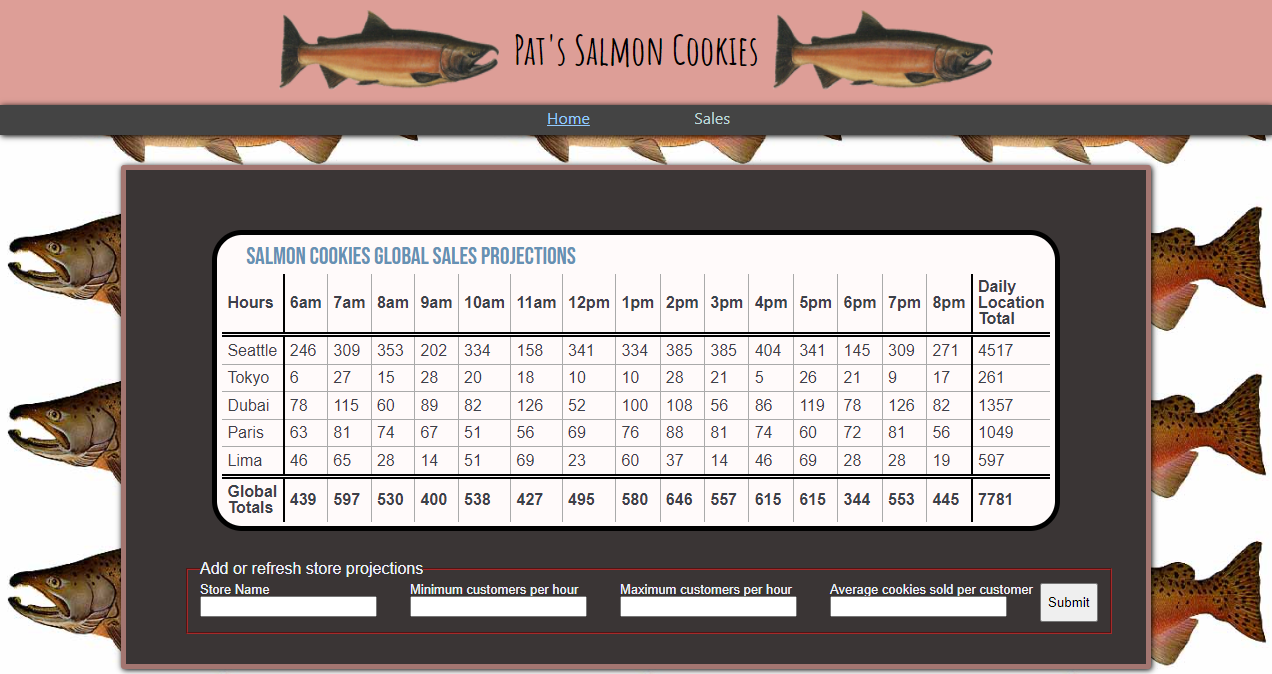 Pat's Salmon Cookies
Home Sales
SALMON COOKIES GLOBAL SALES PROJECTIONS
Hours 6am 7am 8am 9am 10am 11am 12pm 1pm 2pm 3pm 4pm 5pm 6pm 7pm 8pm Daily Location Total
Seattle 246 309 353 202 334 158 341 334 385 385 404 341 145 309 271 4517
Tokyo 6 27 15 28 20 18 10 10 28 21 5 26 21 9 17 261
Dubai 78 115 60 89 82 126 52 100 108 56 86 119 78 126 82 1357
Paris 63 81 74 67 51 56 69 76 88 81 74 60 72 81 56 1049
Lima 46 65 28 14 51 69 23 60 37 14 46 69 28 28 19 597
Global Totals 439 597 530 400 538 427 495 580 646 557 615 615 344 553 445 7781
Add or refresh store projections
Store Name Minimum customers per hour Maximum customers per hour Average cookies sold per customer
Submit